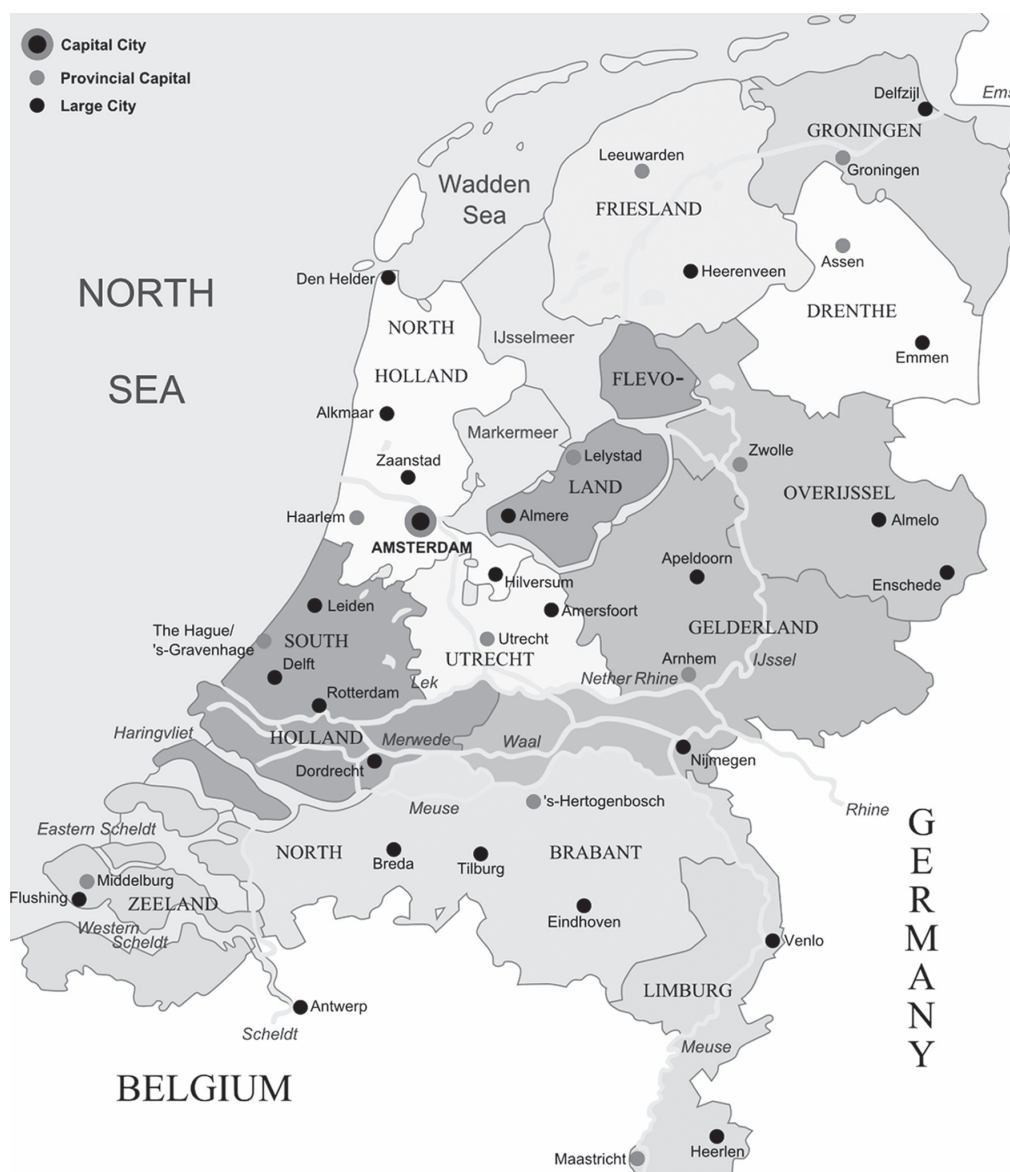 Capital City
Provincial Capital
Large City
Delfzijl
Ems
GRONINGEN
Groningen
Leeuwarden
Wadden
Sea
FRIESLAND
Assen
Heerenveen
Den Helder
NORTH
SEA
DRENTHE
NORTH
HOLLAND
IJsselmeer
Emmen
FLEVO-
LAND
Alkmaar
Markermeer
Zaanstad
Lelystad
Zwolle
OVERIJSSEL
Haarlem
Almere
Almelo
AMSTERDAM
Apeldoorn
Hilversum
Enschede
Leiden
Amersfoort
GELDERLAND
The Hague/
's-Gravenhage
SOUTH
HOLLAND
Utrecht
UTRECHT
Arnhem
IJssel
Delft
Lek
Nether Rhine
Rotterdam
Haringvliet
Merwede
Waal
Dordrecht
Nijmegen
Meuse
's-Hertogenbosch
Rhine
Eastern Scheldt
NORTH
BRABANT
Breda
Tilburg
Middelburg
Flushing
ZEELAND
Eindhoven
Western
Scheldt
Venlo
LIMBURG
Antwerp
Scheldt
Meuse
GERMANY
BELGIUM
Heerlen
Maastricht